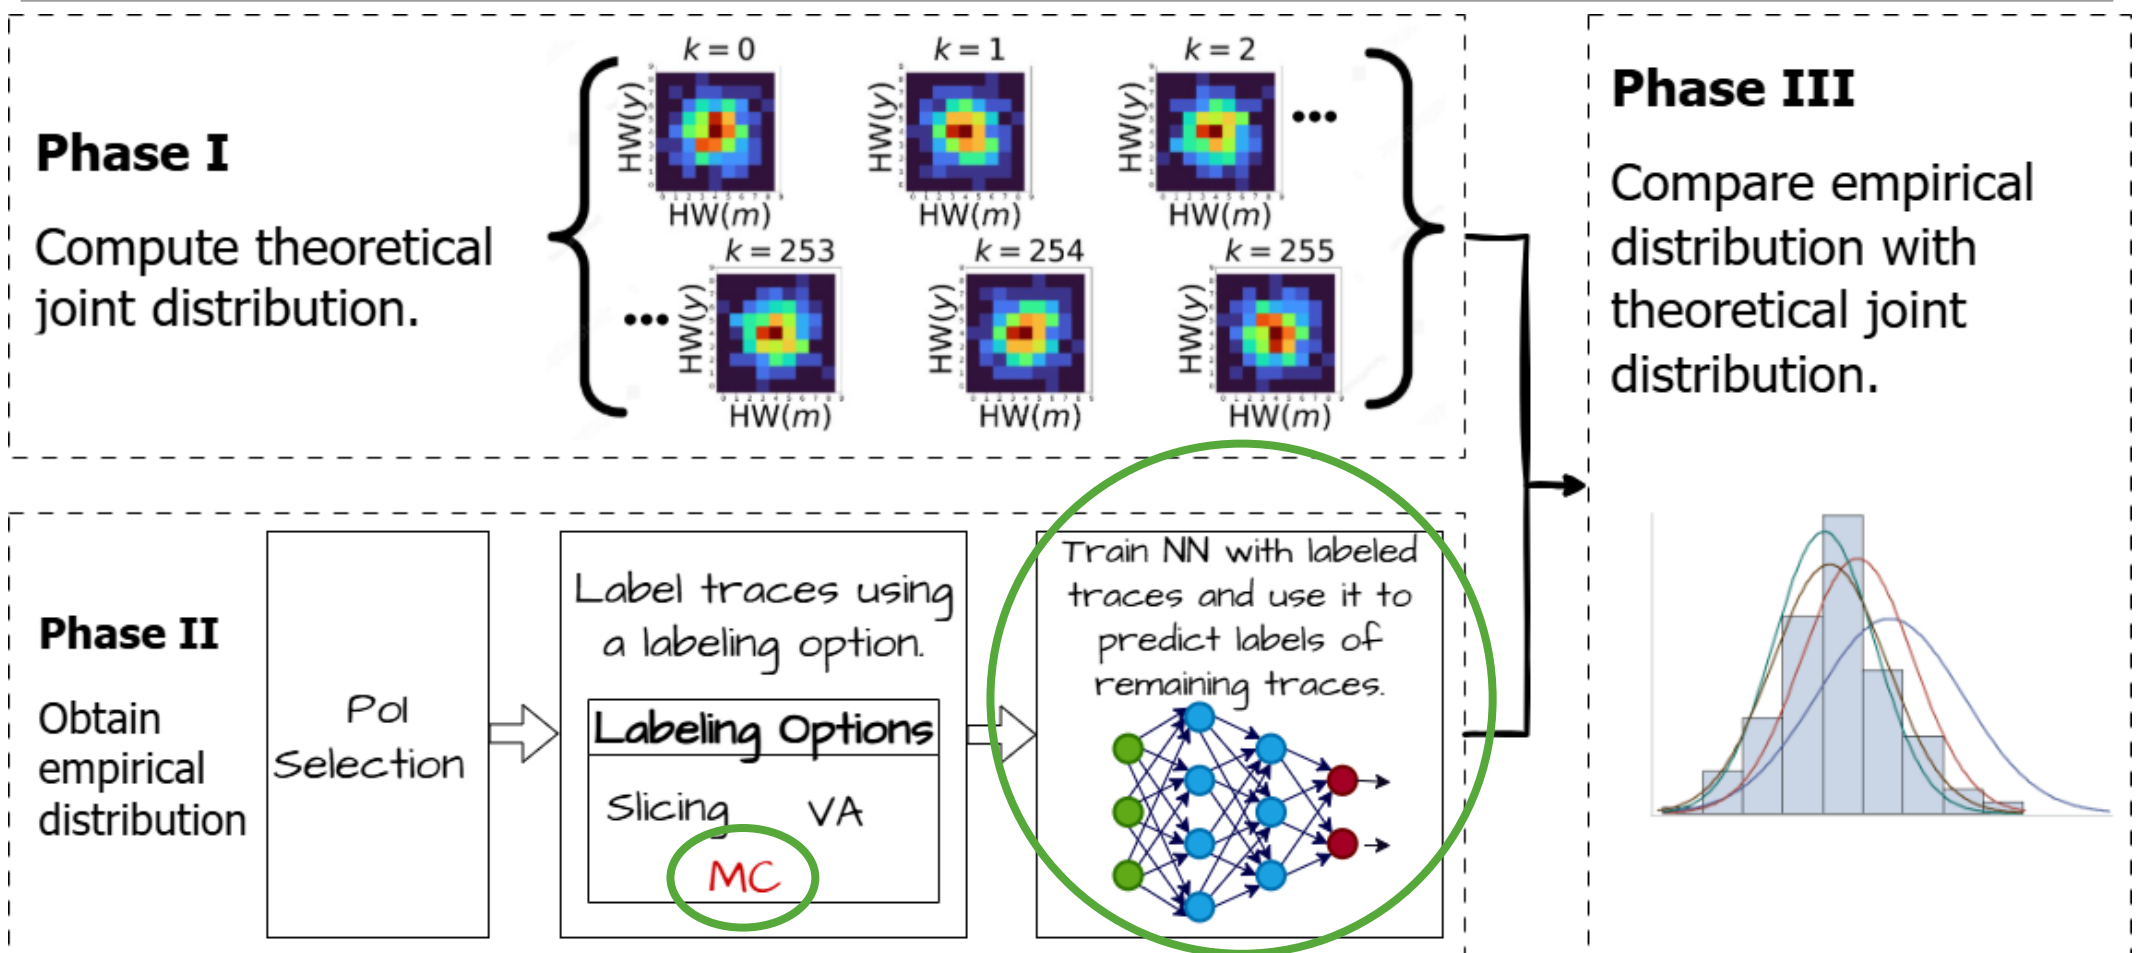 Phase I
Compute theoretical
joint distribution.
k = 0
HW(y)
HW(m)
k = 1
HW(y)
HW(m)
k = 2
HW(y)
HW(m)
•••
•••
k = 253
HW(y)
HW(m)
k = 254
HW(y)
HW(m)
k = 255
HW(y)
HW(m)
Phase II
Obtain
empirical
distribution
PoI
Selection
Label traces using
a labeling option.
Labeling Options
Slicing VA
MC
Train NN with labeled
traces and use it to
predict labels of
remaining traces.
Phase III
Compare empirical
distribution with
theoretical joint
distribution.